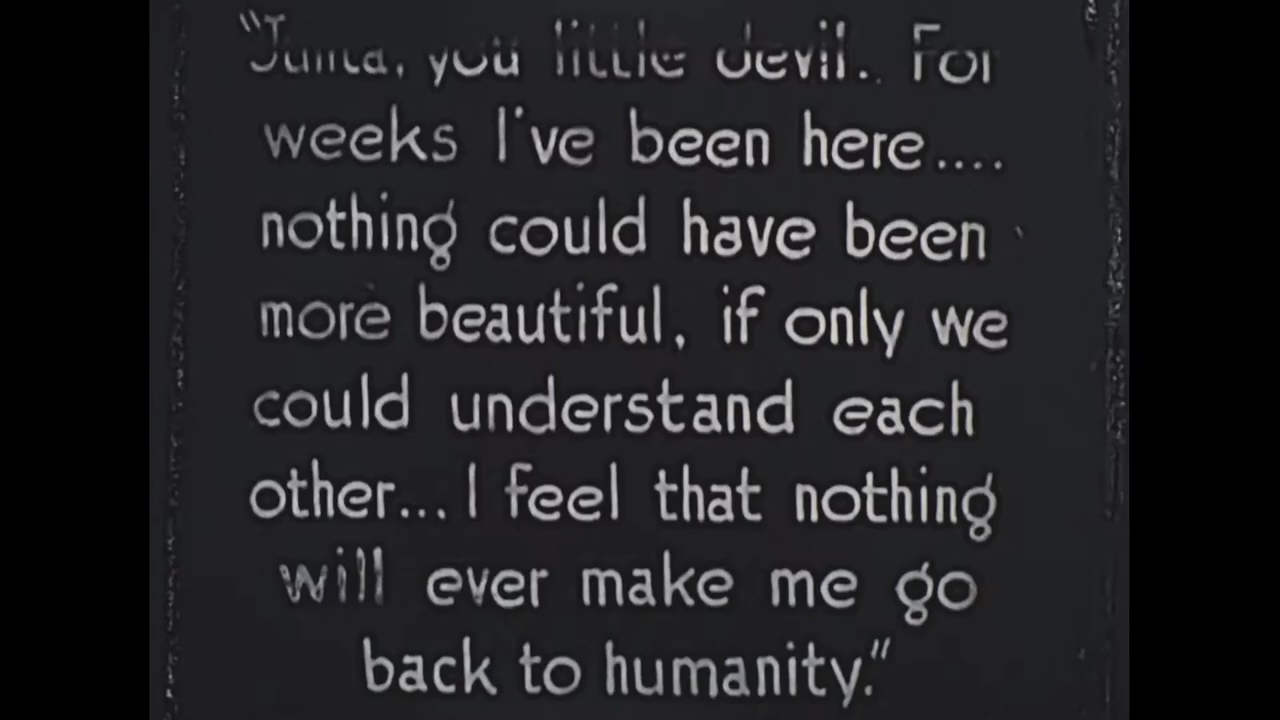 "Junta, you little devil.. For
weeks I've been here....
nothing could have been
more beautiful, if only we
could understand each
other... I feel that nothing
will ever make me go
back to humanity."